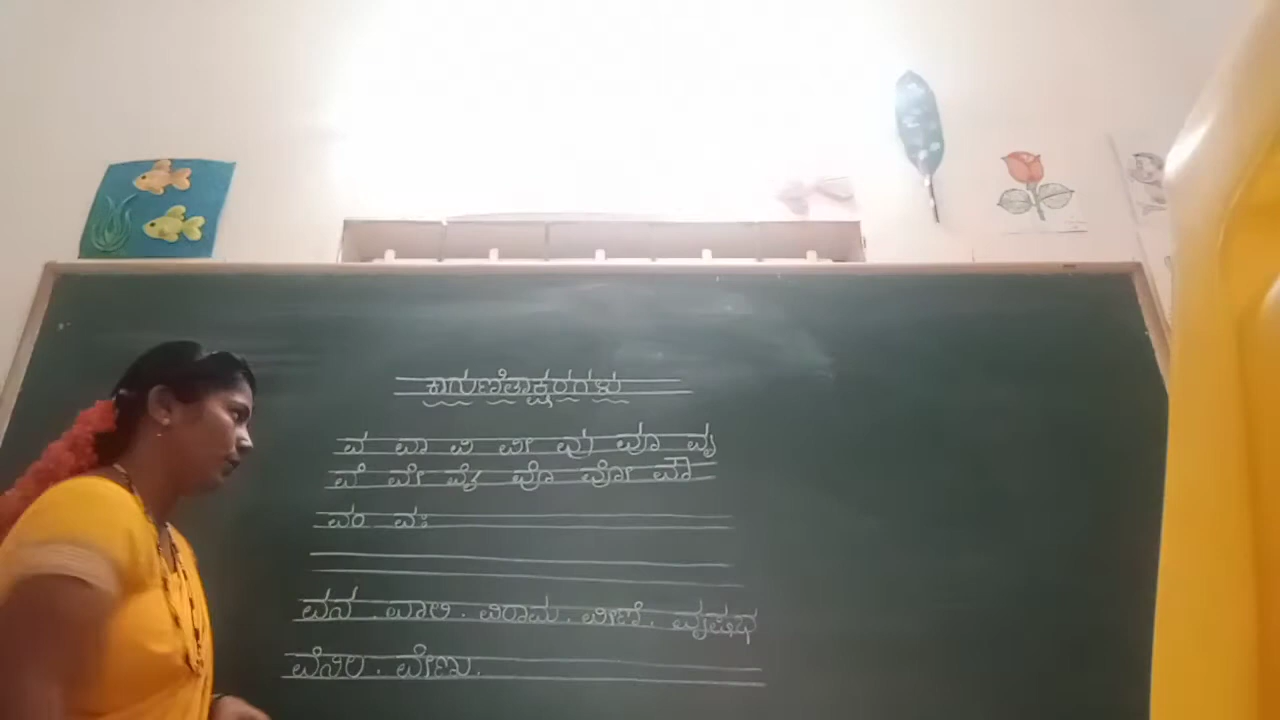 ಕಾಗುಣಿತಾಕ್ಷರಗಳು
ವ ವಾ ವಿ ವೀ ವು ವೂ ವೃ
ವೆ ವೇ ವೈ ವೊ ವೋ ವೌ
ವಂ ವಃ
ವನ . ವಾಲಿ . ವಿರಾಮ . ವೀಣೆ . ವೃಷಭ
ವೆನಿಲ . ವೇಣು .